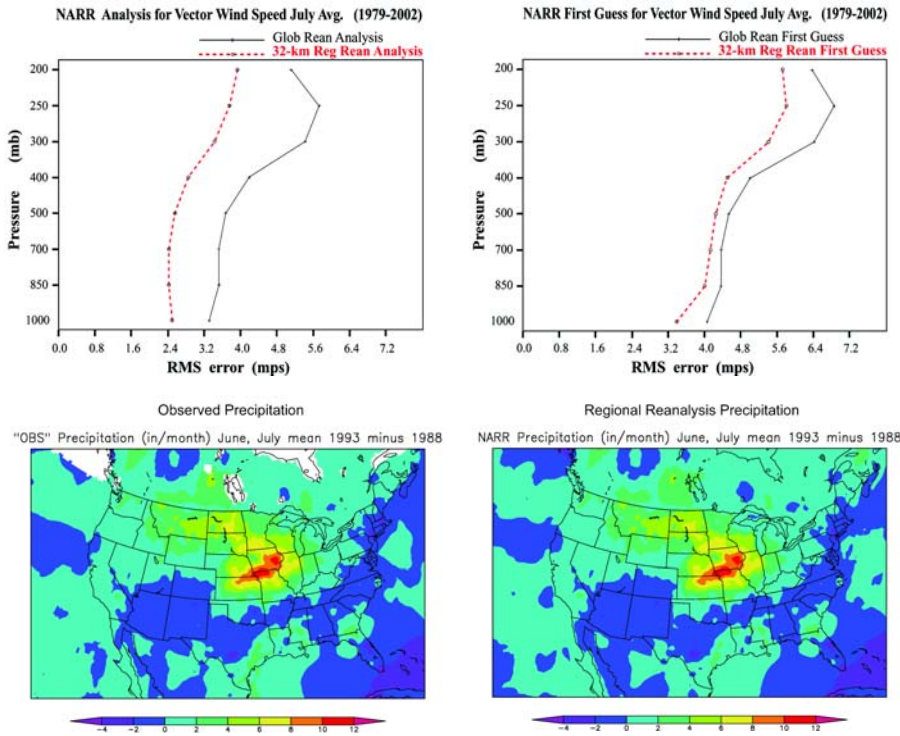 NARR Analysis for Vector Wind Speed July Avg. (1979-2002)
Glob Rean Analysis
32-km Reg Rean Analysis
200
250
300
400
500
700
850
1000
Pressure (mb)
0.0 0.8 1.6 2.4 3.2 4.0 4.8 5.6 6.4 7.2
RMS error (mps)
NARR First Guess for Vector Wind Speed July Avg. (1979-2002)
Glob Rean First Guess
32-km Reg Rean First Guess
200
250
300
400
500
700
850
1000
Pressure (mb)
0.0 0.8 1.6 2.4 3.2 4.0 4.8 5.6 6.4 7.2
RMS error (mps)
Observed Precipitation
"OBS" Precipitation (in/month) June, July mean 1993 minus 1988
-4 -2 0 2 4 6 8 10 12
Regional Reanalysis Precipitation
NARR Precipitation (in/month) June, July mean 1993 minus 1988
-4 -2 0 2 4 6 8 10 12